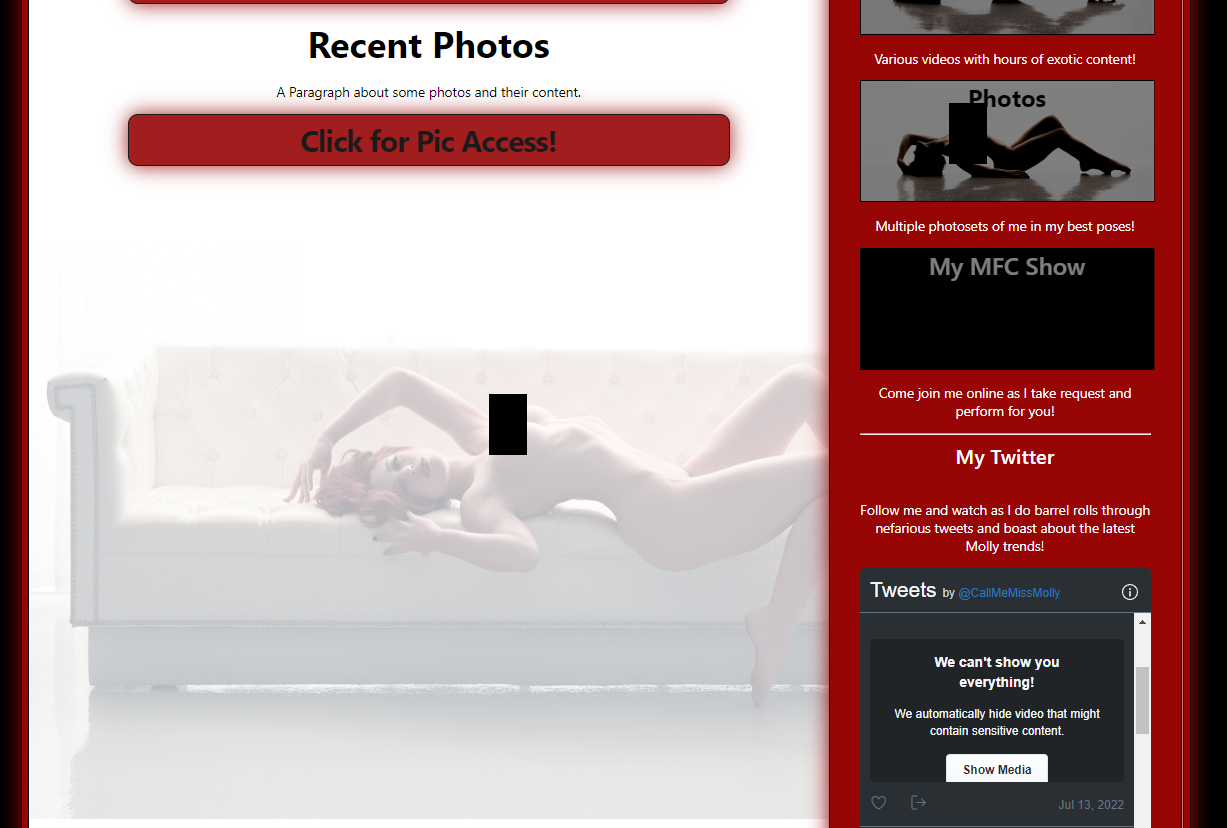 Recent Photos
A Paragraph about some photos and their content.
Click for Pic Access!
Various videos with hours of exotic content!
Photos
Multiple photosets of me in my best poses!
My MFC Show
Come join me online as I take request and
perform for you!
My Twitter
Follow me and watch as I do barrel rolls through
nefarious tweets and boast about the latest
Molly trends!
Tweets by @CallMeMissMolly
We can't show you
everything!
We automatically hide video that might
contain sensitive content.
Show Media
Jul 13, 2022